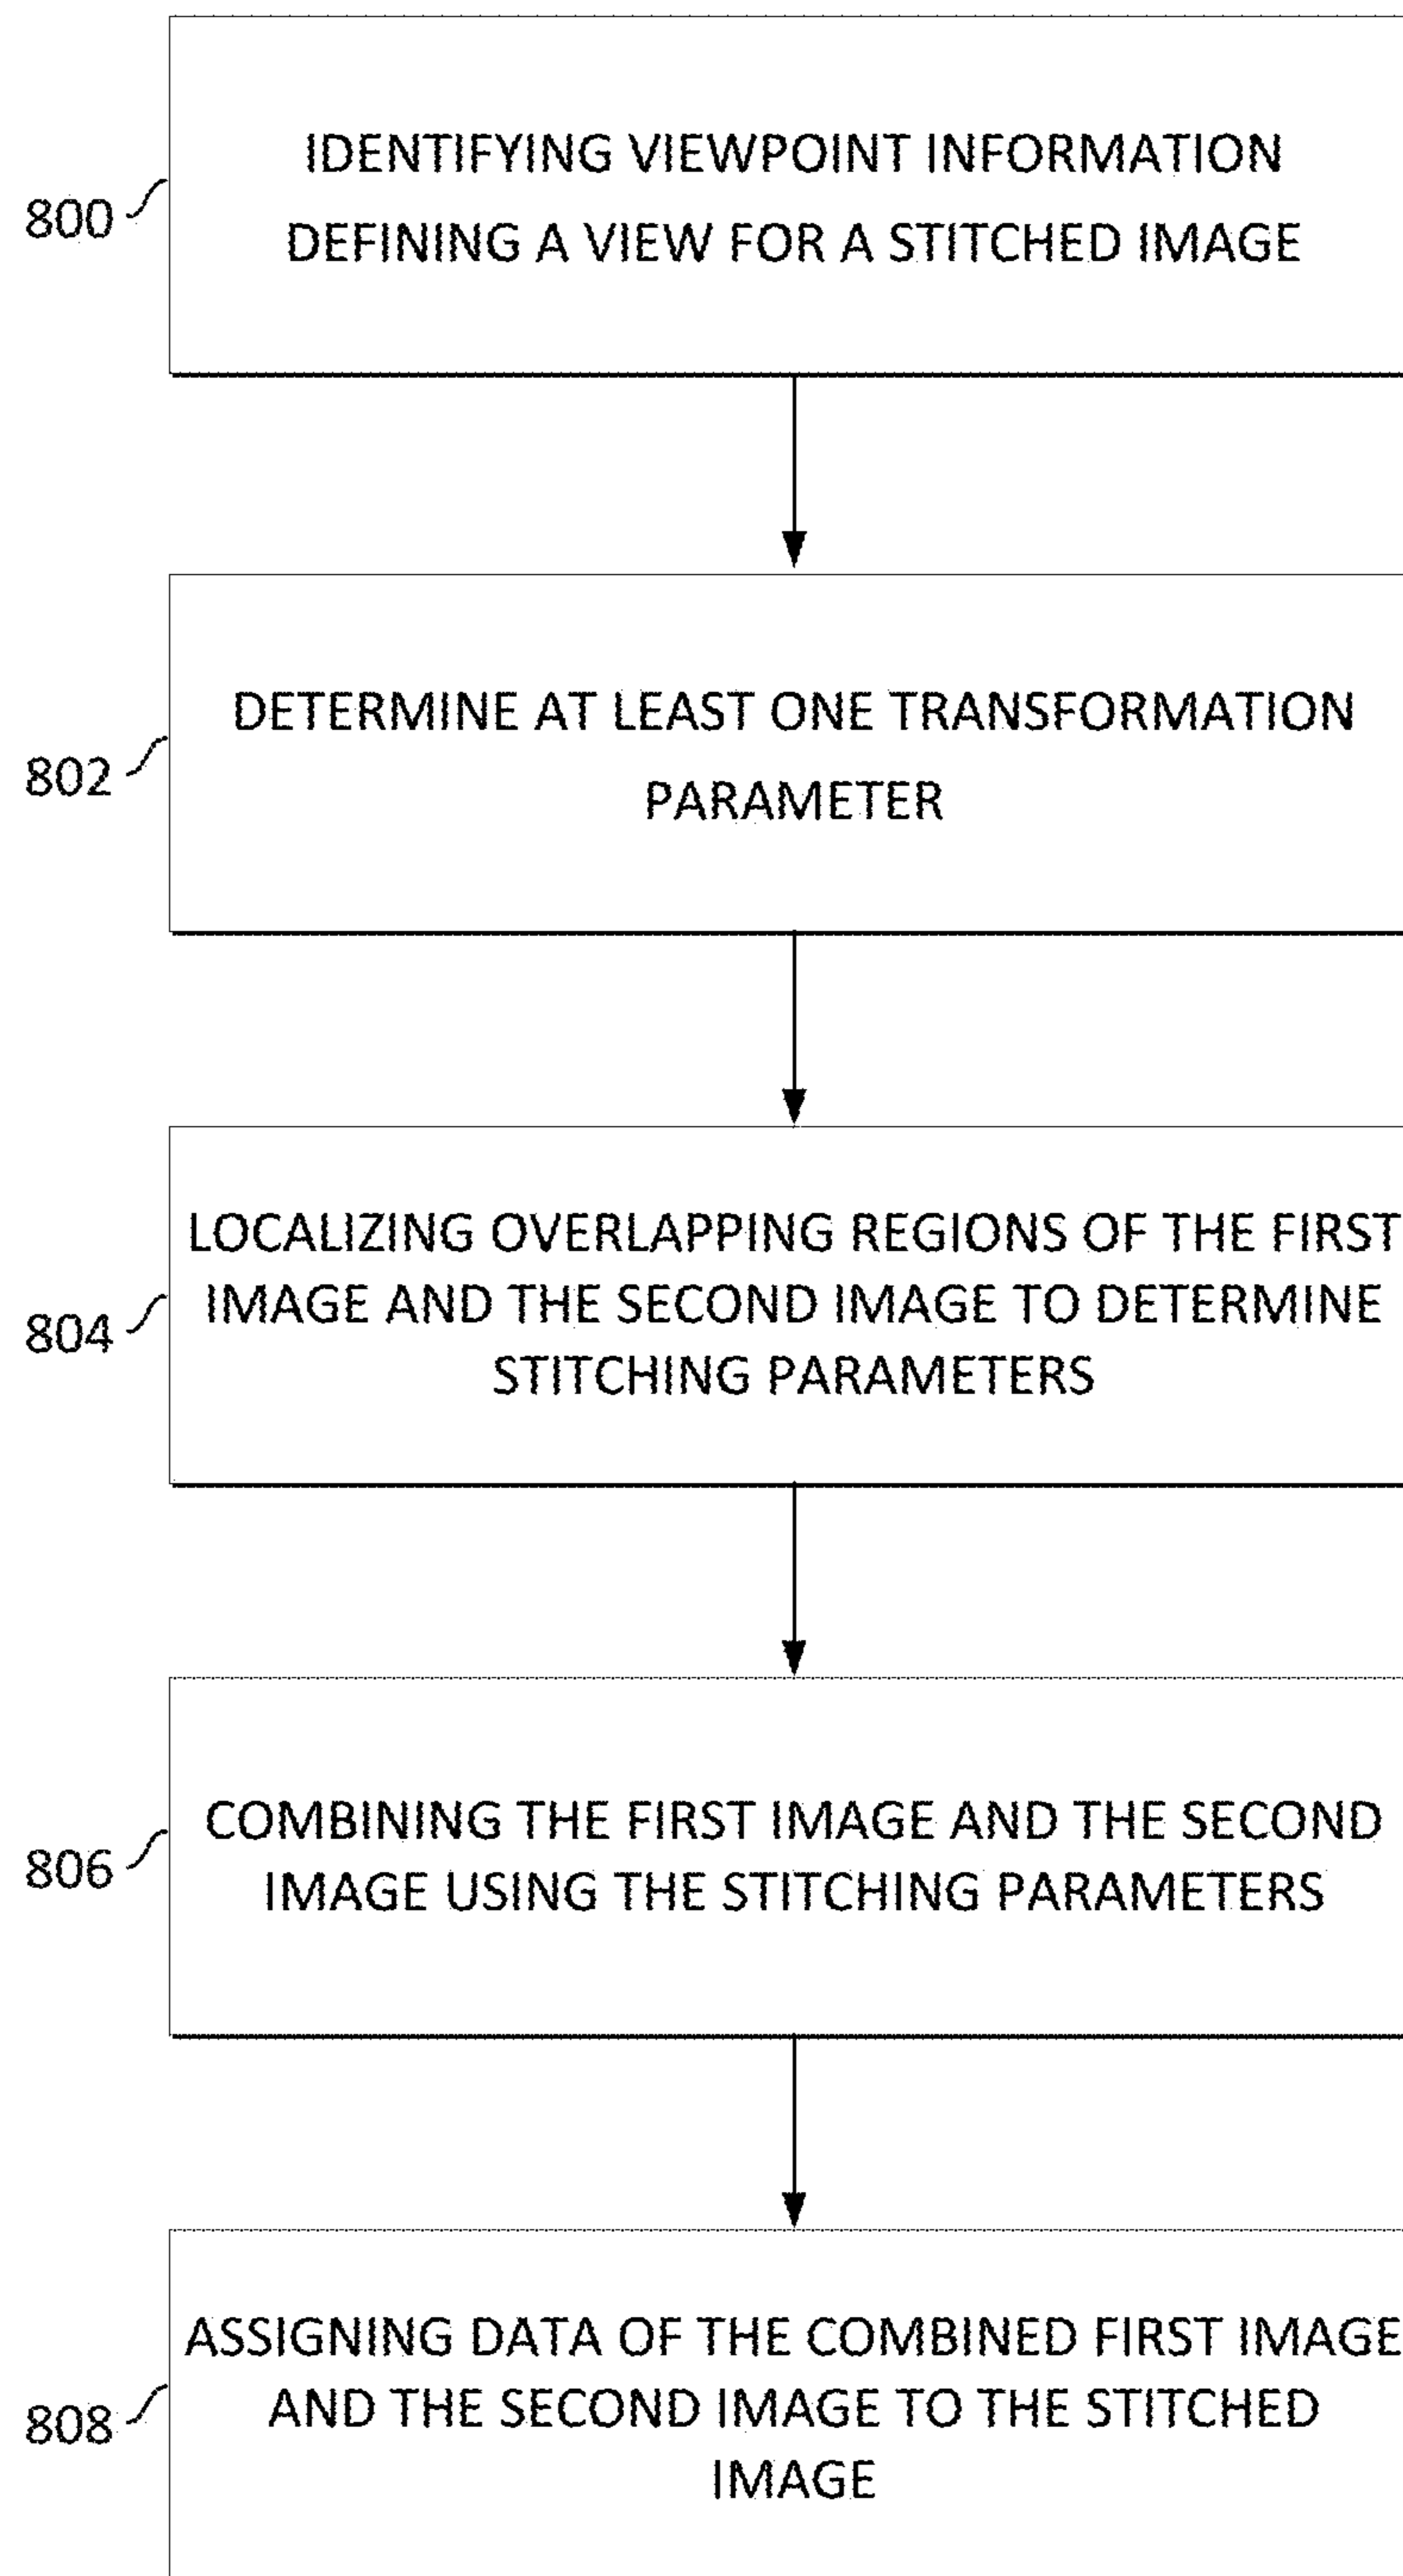 IDENTIFYING VIEWPOINT INFORMATION
800
DEFINING A VIEW FOR A STITCHED IMAGE
DETERMINE AT LEAST ONE TRANSFORMATION
802
PARAMETER
LOCALIZING OVERLAPPING REGIONS OF THE FIRST
IMAGE AND THE SECOND IMAGE TO DETERMINE
804
STITCHING PARAMETERS
COMBINING THE FIRST IMAGE AND THE SECOND
806
IMAGE USING THE STITCHING PARAMETERS
ASSIGNING DATA OF THE COMBINED FIRST IMAGE
AND THE SECOND IMAGE TO THE STITCHED
808
IMAGE